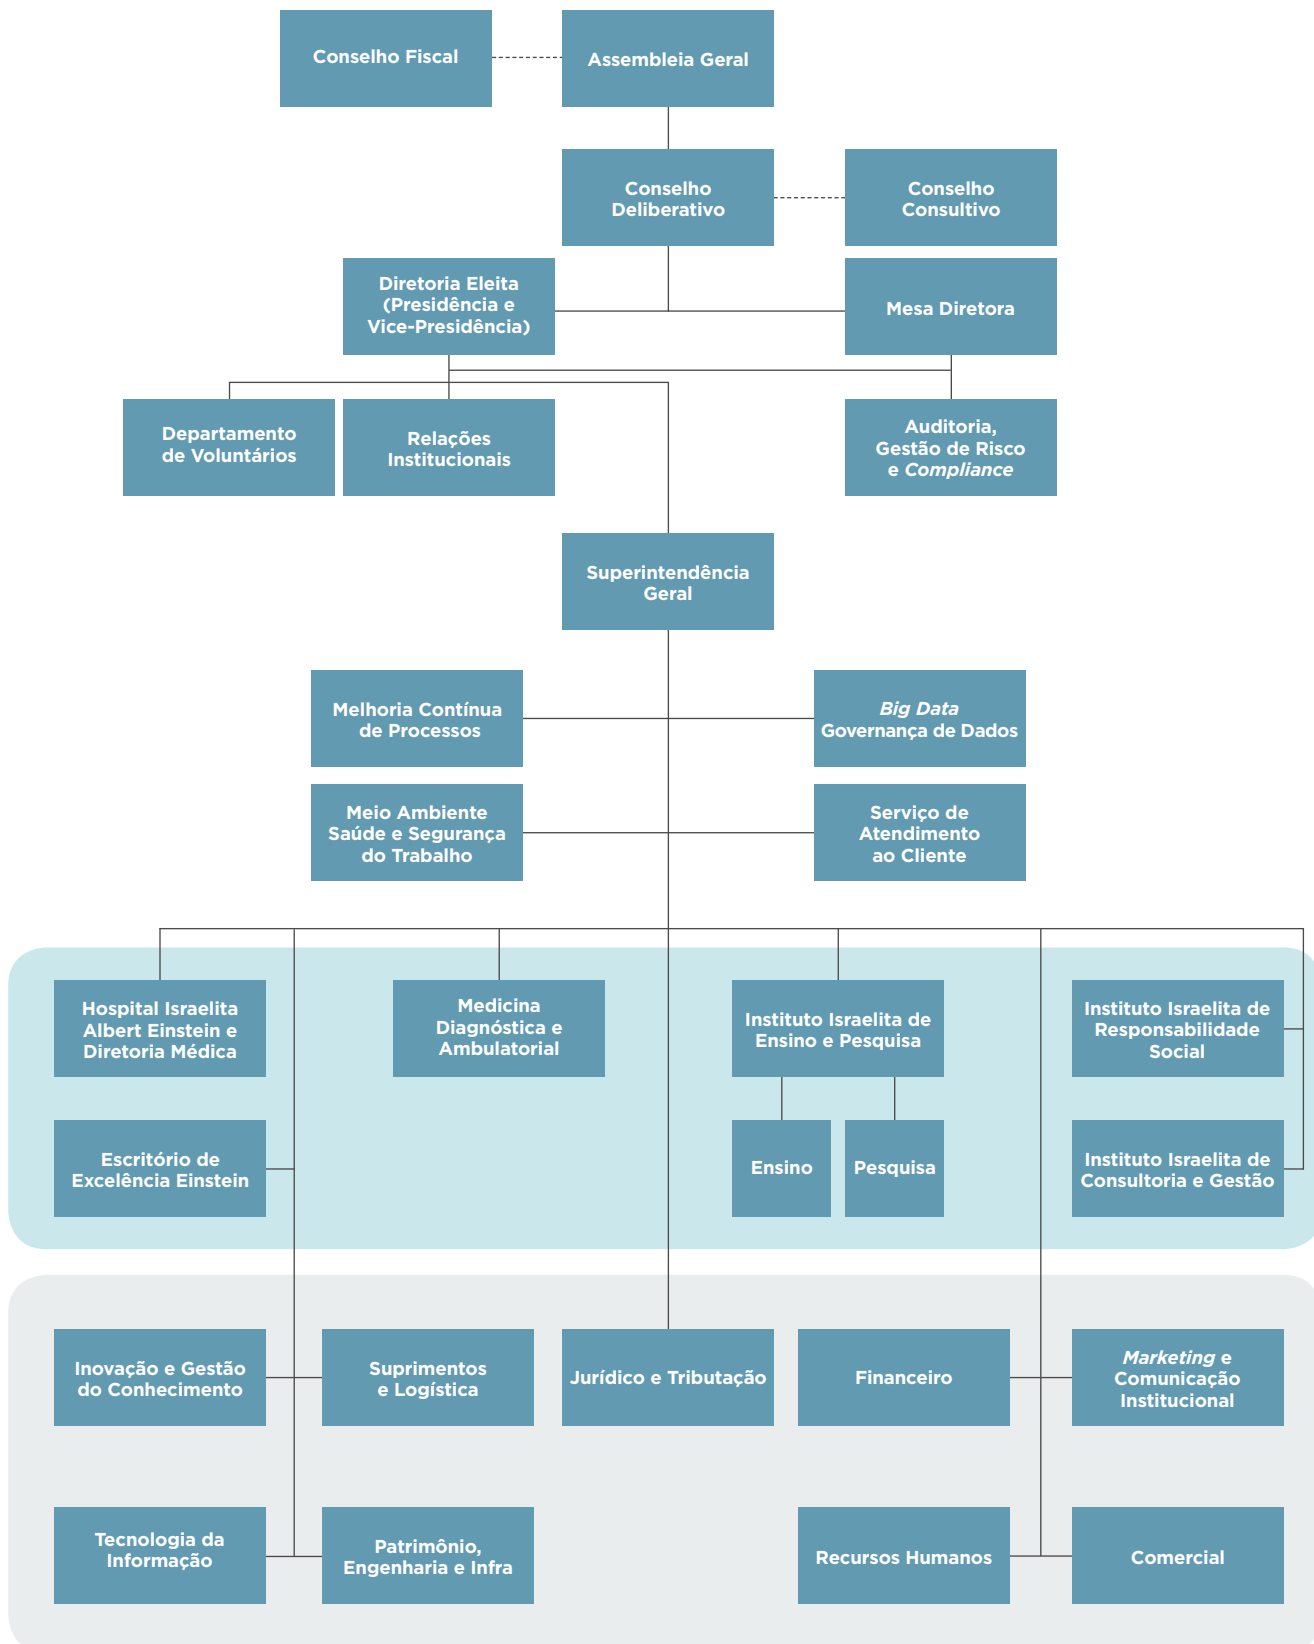 Conselho Fiscal
Assembleia Geral
Conselho
Deliberativo
Conselho
Consultivo
Diretoria Eleita
(Presidência e
Vice-Presidência)
Mesa Diretora
Departamento
de Voluntários
Relações
Institucionais
Auditoria,
Gestão de Risco
e Compliance
Superintendência
Geral
Melhoria Contínua
de Processos
Big Data
Governança de Dados
Meio Ambiente
Saúde e Segurança
do Trabalho
Serviço de
Atendimento
ao Cliente
Hospital Israelita
Albert Einstein e
Diretoria Médica
Medicina
Diagnóstica e
Ambulatorial
Instituto Israelita de
Ensino e Pesquisa
Instituto Israelita de
Responsabilidade
Social
Escritório de
Excelência Einstein
Ensino
Pesquisa
Instituto Israelita de
Consultoria e Gestão
Inovação e Gestão
do Conhecimento
Suprimentos
e Logística
Jurídico e Tributação
Financeiro
Marketing e
Comunicação
Institucional
Tecnologia da
Informação
Patrimônio,
Engenharia e Infra
Recursos Humanos
Comercial